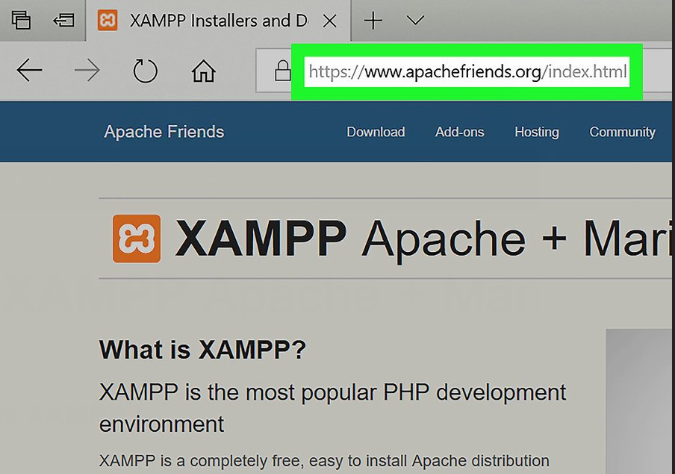 XAMPP Installers and D
https://www.apachefriends.org/index.html
Apache Friends Download Add-ons Hosting Community
XAMPP Apache + Mari
What is XAMPP?
XAMPP is the most popular PHP development
environment
XAMPP is a completely free, easy to install Apache distribution